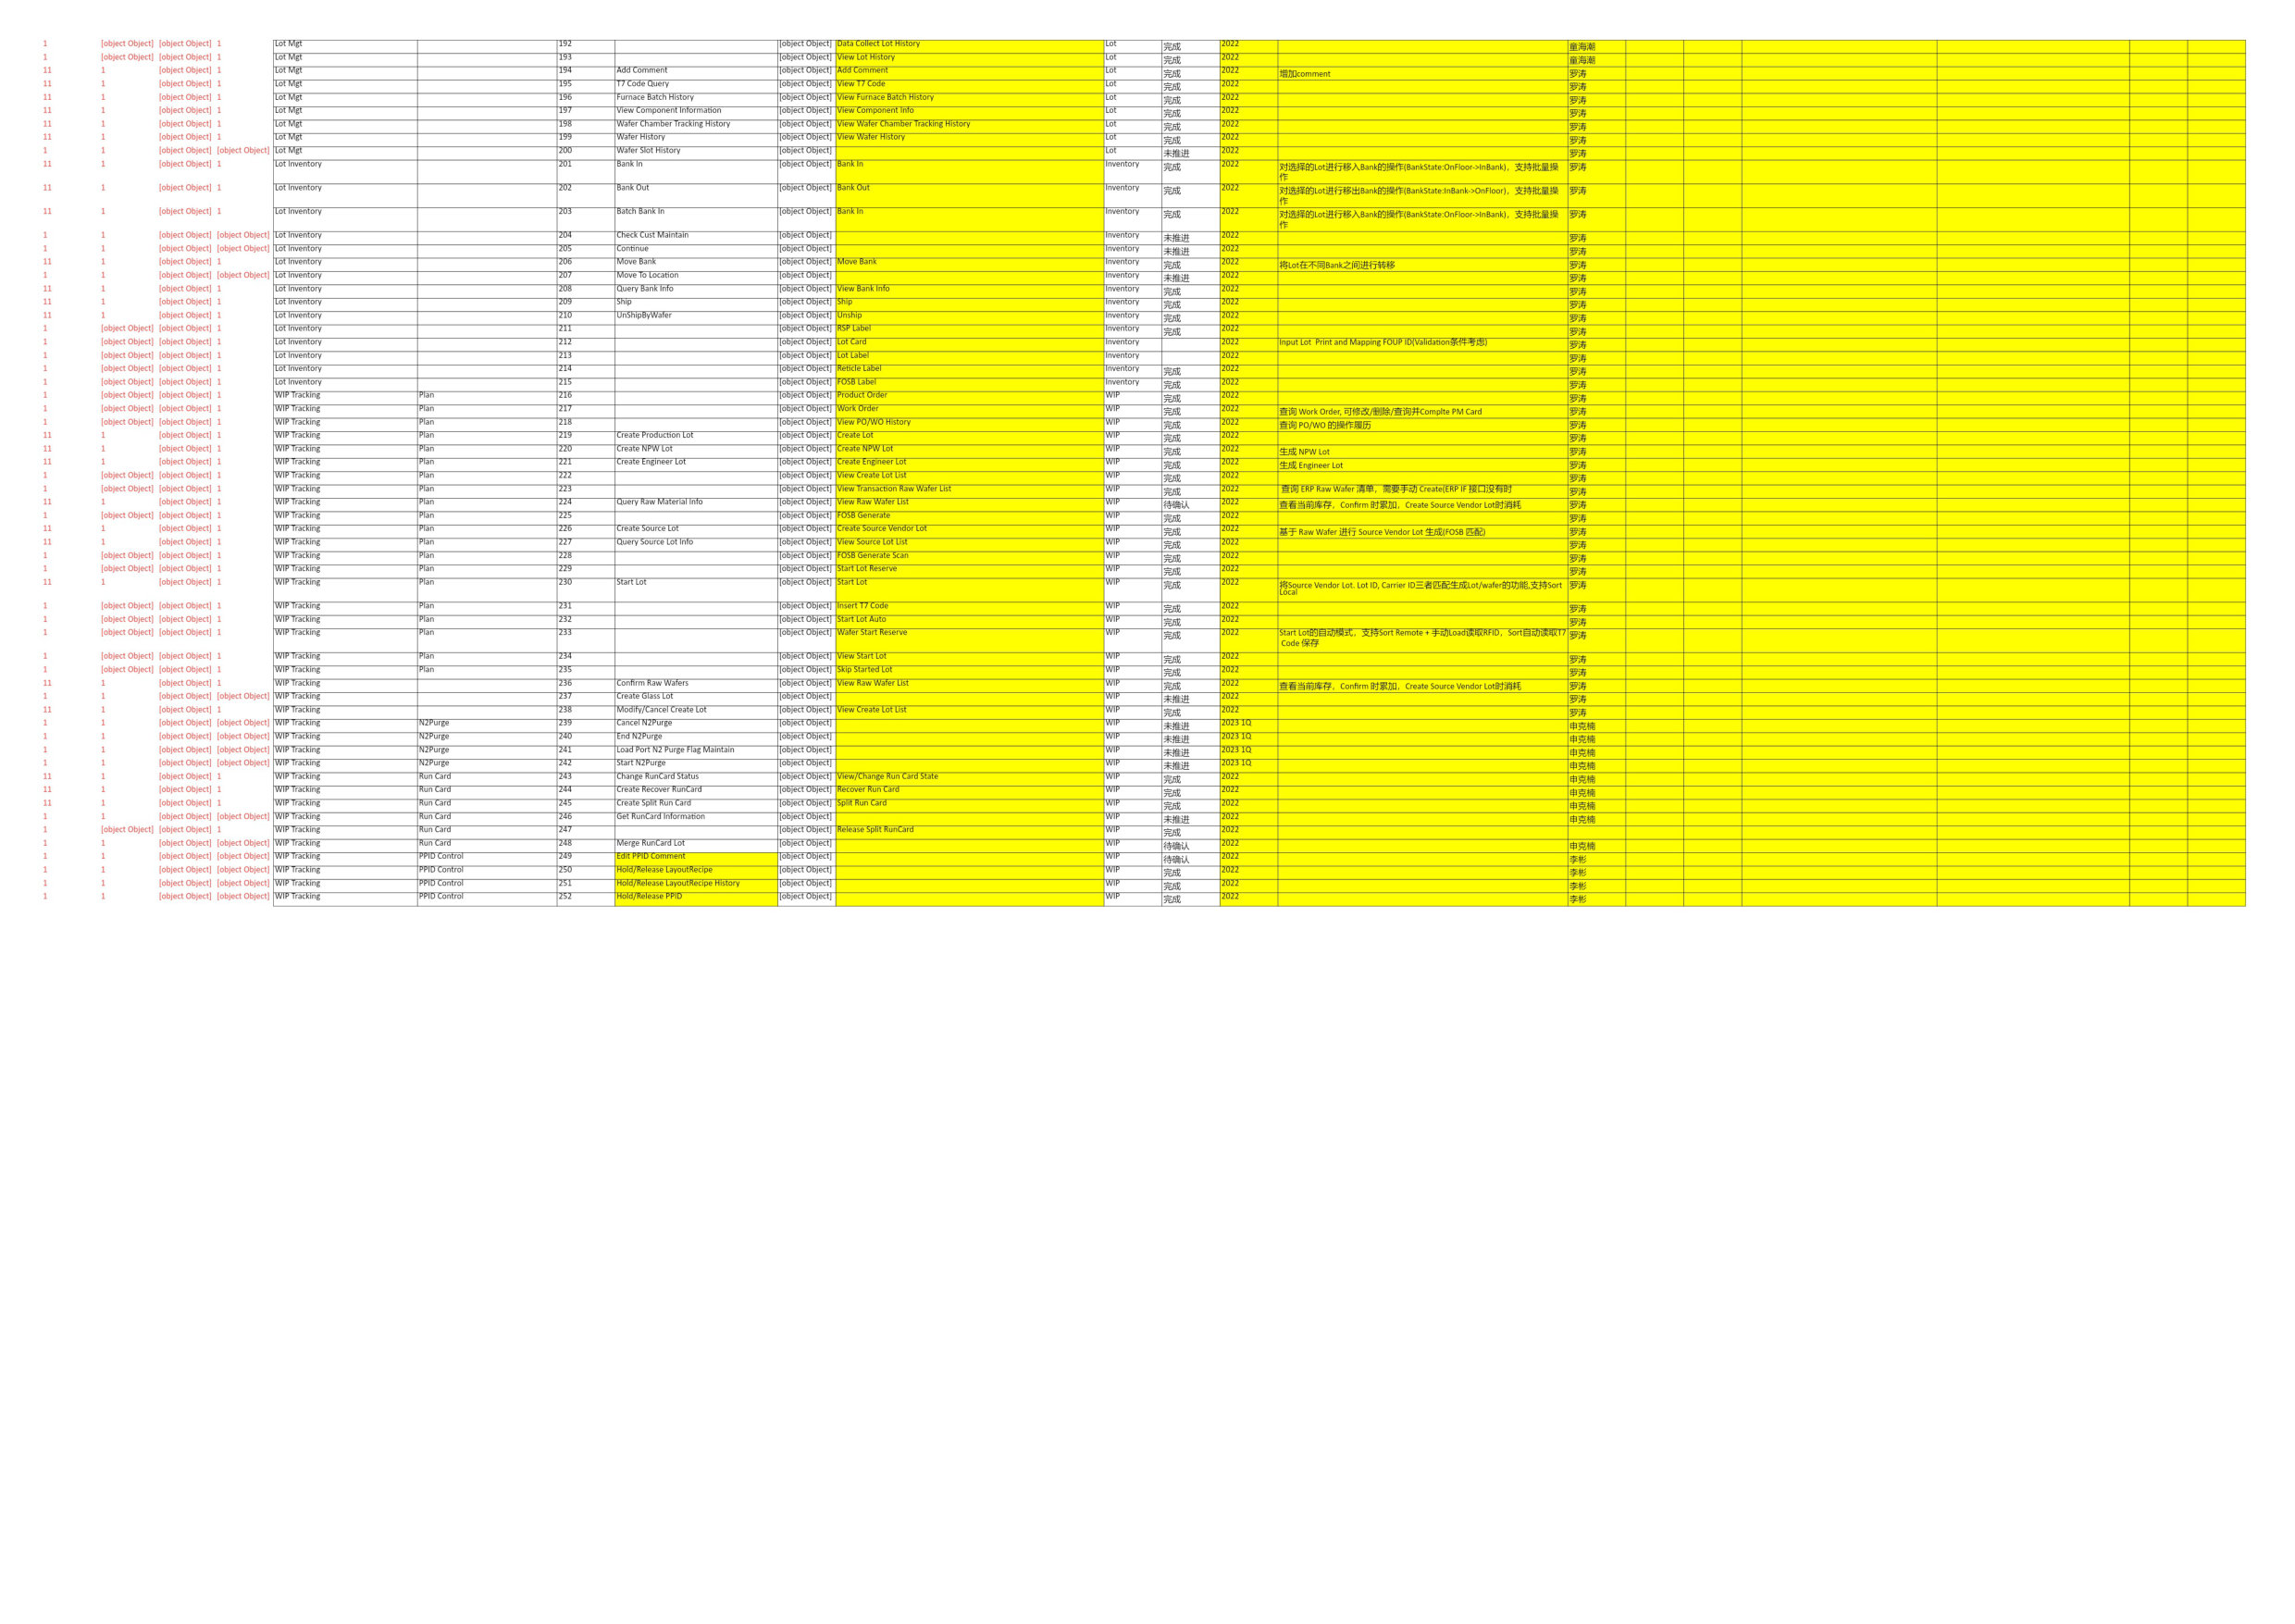 1 [object Object] [object Object] 1 Lot Mgt 192 [object Object] Data Collect Lot History Lot 完成 2022 童海潮
1 [object Object] [object Object] 1 Lot Mgt 193 [object Object] View Lot History Lot 完成 2022 童海潮
11 1 [object Object] 1 Lot Mgt 194 Add Comment [object Object] Add Comment Lot 完成 2022 增加comment 罗涛
11 1 [object Object] 1 Lot Mgt 195 T7 Code Query [object Object] View T7 Code Lot 完成 2022 罗涛
11 1 [object Object] 1 Lot Mgt 196 Furnace Batch History [object Object] View Furnace Batch History Lot 完成 2022 罗涛
11 1 [object Object] 1 Lot Mgt 197 View Component Information [object Object] View Component Info Lot 完成 2022 罗涛
11 1 [object Object] 1 Lot Mgt 198 Wafer Chamber Tracking History [object Object] View Wafer Chamber Tracking History Lot 完成 2022 罗涛
11 1 [object Object] 1 Lot Mgt 199 Wafer History [object Object] View Wafer History Lot 完成 2022 罗涛
1 1 [object Object] [object Object] Lot Mgt 200 Wafer Slot History [object Object] Lot 未推进 2022 罗涛
11 1 [object Object] 1 Lot Inventory 201 Bank In [object Object] Bank In Inventory 完成 2022 对选择的Lot进行移入Bank的操作(BankState:OnFloor->InBank)，支持批量操 罗涛
作
11 1 [object Object] 1 Lot Inventory 202 Bank Out [object Object] Bank Out Inventory 完成 2022 对选择的Lot进行移出Bank的操作(BankState:InBank->OnFloor)，支持批量操 罗涛
作
11 1 [object Object] 1 Lot Inventory 203 Batch Bank In [object Object] Bank In Inventory 完成 2022 对选择的Lot进行移入Bank的操作(BankState:OnFloor->InBank)，支持批量操 罗涛
作
1 1 [object Object] [object Object] Lot Inventory 204 Check Cust Maintain [object Object] Inventory 未推进 2022 罗涛
1 1 [object Object] [object Object] Lot Inventory 205 Continue [object Object] Inventory 未推进 2022 罗涛
11 1 [object Object] 1 Lot Inventory 206 Move Bank [object Object] Move Bank Inventory 完成 2022 将Lot在不同Bank之间进行转移 罗涛
1 1 [object Object] [object Object] Lot Inventory 207 Move To Location [object Object] Inventory 未推进 2022 罗涛
11 1 [object Object] 1 Lot Inventory 208 Query Bank Info [object Object] View Bank Info Inventory 完成 2022 罗涛
11 1 [object Object] 1 Lot Inventory 209 Ship [object Object] Ship Inventory 完成 2022 罗涛
11 1 [object Object] 1 Lot Inventory 210 UnShipByWafer [object Object] Unship Inventory 完成 2022 罗涛
1 [object Object] [object Object] 1 Lot Inventory 211 [object Object] RSP Label Inventory 完成 2022 罗涛
1 [object Object] [object Object] 1 Lot Inventory 212 [object Object] Lot Card Inventory 2022 Input Lot Print and Mapping FOUP ID(Validation条件考虑) 罗涛
1 [object Object] [object Object] 1 Lot Inventory 213 [object Object] Lot Label Inventory 2022 罗涛
1 [object Object] [object Object] 1 Lot Inventory 214 [object Object] Reticle Label Inventory 完成 2022 罗涛
1 [object Object] [object Object] 1 Lot Inventory 215 [object Object] FOSB Label Inventory 完成 2022 罗涛
1 [object Object] [object Object] 1 WIP Tracking Plan 216 [object Object] Product Order WIP 完成 2022 罗涛
1 [object Object] [object Object] 1 WIP Tracking Plan 217 [object Object] Work Order WIP 完成 2022 查询 Work Order, 可修改/删除/查询并Complte PM Card 罗涛
1 [object Object] [object Object] 1 WIP Tracking Plan 218 [object Object] View PO/WO History WIP 完成 2022 查询 PO/WO 的操作履历 罗涛
11 1 [object Object] 1 WIP Tracking Plan 219 Create Production Lot [object Object] Create Lot WIP 完成 2022 罗涛
11 1 [object Object] 1 WIP Tracking Plan 220 Create NPW Lot [object Object] Create NPW Lot WIP 完成 2022 生成 NPW Lot 罗涛
11 1 [object Object] 1 WIP Tracking Plan 221 Create Engineer Lot [object Object] Create Engineer Lot WIP 完成 2022 生成 Engineer Lot 罗涛
1 [object Object] [object Object] 1 WIP Tracking Plan 222 [object Object] View Create Lot List WIP 完成 2022 罗涛
1 [object Object] [object Object] 1 WIP Tracking Plan 223 [object Object] View Transaction Raw Wafer List WIP 完成 2022 查询 ERP Raw Wafer 清单，需要手动 Create(ERP IF 接口没有时 罗涛
11 1 [object Object] 1 WIP Tracking Plan 224 Query Raw Material Info [object Object] View Raw Wafer List WIP 待确认 2022 查看当前库存，Confirm 时累加，Create Source Vendor Lot时消耗 罗涛
1 [object Object] [object Object] 1 WIP Tracking Plan 225 [object Object] FOSB Generate WIP 完成 2022 罗涛
11 1 [object Object] 1 WIP Tracking Plan 226 Create Source Lot [object Object] Create Source Vendor Lot WIP 完成 2022 基于 Raw Wafer 进行 Source Vendor Lot 生成(FOSB 匹配) 罗涛
11 1 [object Object] 1 WIP Tracking Plan 227 Query Source Lot Info [object Object] View Source Lot List WIP 完成 2022 罗涛
1 [object Object] [object Object] 1 WIP Tracking Plan 228 [object Object] FOSB Generate Scan WIP 完成 2022 罗涛
1 [object Object] [object Object] 1 WIP Tracking Plan 229 [object Object] Start Lot Reserve WIP 完成 2022 罗涛
11 1 [object Object] 1 WIP Tracking Plan 230 Start Lot [object Object] Start Lot WIP 完成 2022 将Source Vendor Lot. Lot ID, Carrier ID三者匹配生成Lot/wafer的功能,支持Sort 罗涛
Local
1 [object Object] [object Object] 1 WIP Tracking Plan 231 [object Object] Insert T7 Code WIP 完成 2022 罗涛
1 [object Object] [object Object] 1 WIP Tracking Plan 232 [object Object] Start Lot Auto WIP 完成 2022 罗涛
1 [object Object] [object Object] 1 WIP Tracking Plan 233 [object Object] Wafer Start Reserve WIP 完成 2022 Start Lot的自动模式，支持Sort Remote + 手动Load读取RFID，Sort自动读取T7 罗涛
Code 保存
1 [object Object] [object Object] 1 WIP Tracking Plan 234 [object Object] View Start Lot WIP 完成 2022 罗涛
1 [object Object] [object Object] 1 WIP Tracking Plan 235 [object Object] Skip Started Lot WIP 完成 2022 罗涛
11 1 [object Object] 1 WIP Tracking 236 Confirm Raw Wafers [object Object] View Raw Wafer List WIP 完成 2022 查看当前库存，Confirm 时累加，Create Source Vendor Lot时消耗 罗涛
1 1 [object Object] [object Object] WIP Tracking 237 Create Glass Lot [object Object] WIP 未推进 2022 罗涛
11 1 [object Object] 1 WIP Tracking 238 Modify/Cancel Create Lot [object Object] View Create Lot List WIP 完成 2022 罗涛
1 1 [object Object] [object Object] WIP Tracking N2Purge 239 Cancel N2Purge [object Object] WIP 未推进 2023 1Q 申克楠
1 1 [object Object] [object Object] WIP Tracking N2Purge 240 End N2Purge [object Object] WIP 未推进 2023 1Q 申克楠
1 1 [object Object] [object Object] WIP Tracking N2Purge 241 Load Port N2 Purge Flag Maintain [object Object] WIP 未推进 2023 1Q 申克楠
1 1 [object Object] [object Object] WIP Tracking N2Purge 242 Start N2Purge [object Object] WIP 未推进 2023 1Q 申克楠
11 1 [object Object] 1 WIP Tracking Run Card 243 Change RunCard Status [object Object] View/Change Run Card State WIP 完成 2022 申克楠
11 1 [object Object] 1 WIP Tracking Run Card 244 Create Recover RunCard [object Object] Recover Run Card WIP 完成 2022 申克楠
11 1 [object Object] 1 WIP Tracking Run Card 245 Create Split Run Card [object Object] Split Run Card WIP 完成 2022 申克楠
1 1 [object Object] [object Object] WIP Tracking Run Card 246 Get RunCard Information [object Object] WIP 未推进 2022 申克楠
1 [object Object] [object Object] 1 WIP Tracking Run Card 247 [object Object] Release Split RunCard WIP 完成 2022
1 1 [object Object] [object Object] WIP Tracking Run Card 248 Merge RunCard Lot [object Object] WIP 待确认 2022 申克楠
1 1 [object Object] [object Object] WIP Tracking PPID Control 249 Edit PPID Comment [object Object] WIP 待确认 2022 李彬
1 1 [object Object] [object Object] WIP Tracking PPID Control 250 Hold/Release LayoutRecipe [object Object] WIP 完成 2022 李彬
1 1 [object Object] [object Object] WIP Tracking PPID Control 251 Hold/Release LayoutRecipe History [object Object] WIP 完成 2022 李彬
1 1 [object Object] [object Object] WIP Tracking PPID Control 252 Hold/Release PPID [object Object] WIP 完成 2022 李彬